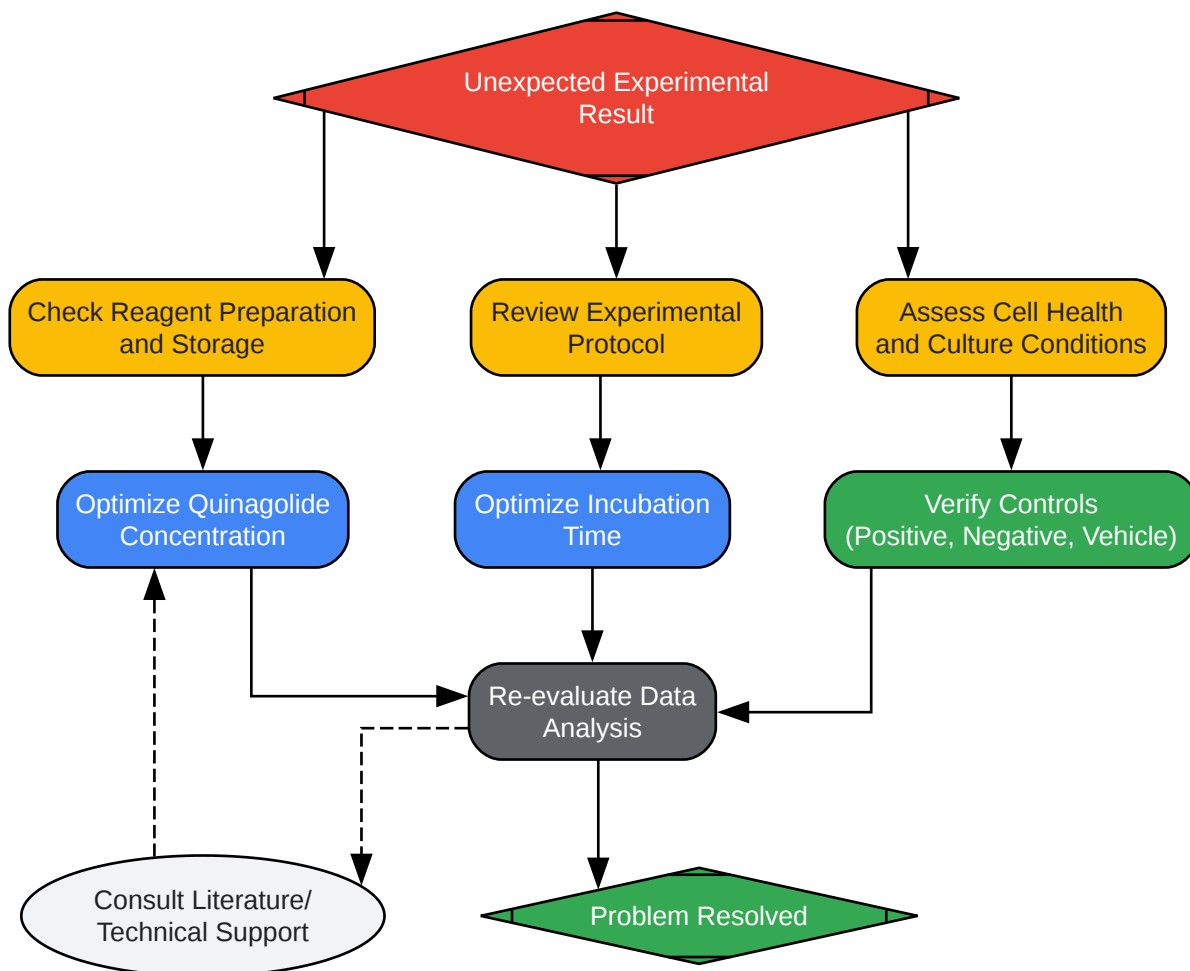 Unexpected Experimental
Result
Check Reagent Preparation
and Storage
Review Experimental
Protocol
Assess Cell Health
and Culture Conditions
Optimize Quinagolide
Concentration
Optimize Incubation
Time
Verify Controls
(Positive, Negative, Vehicle)
Re-evaluate Data
Analysis
Consult Literature/
Technical Support
Problem Resolved